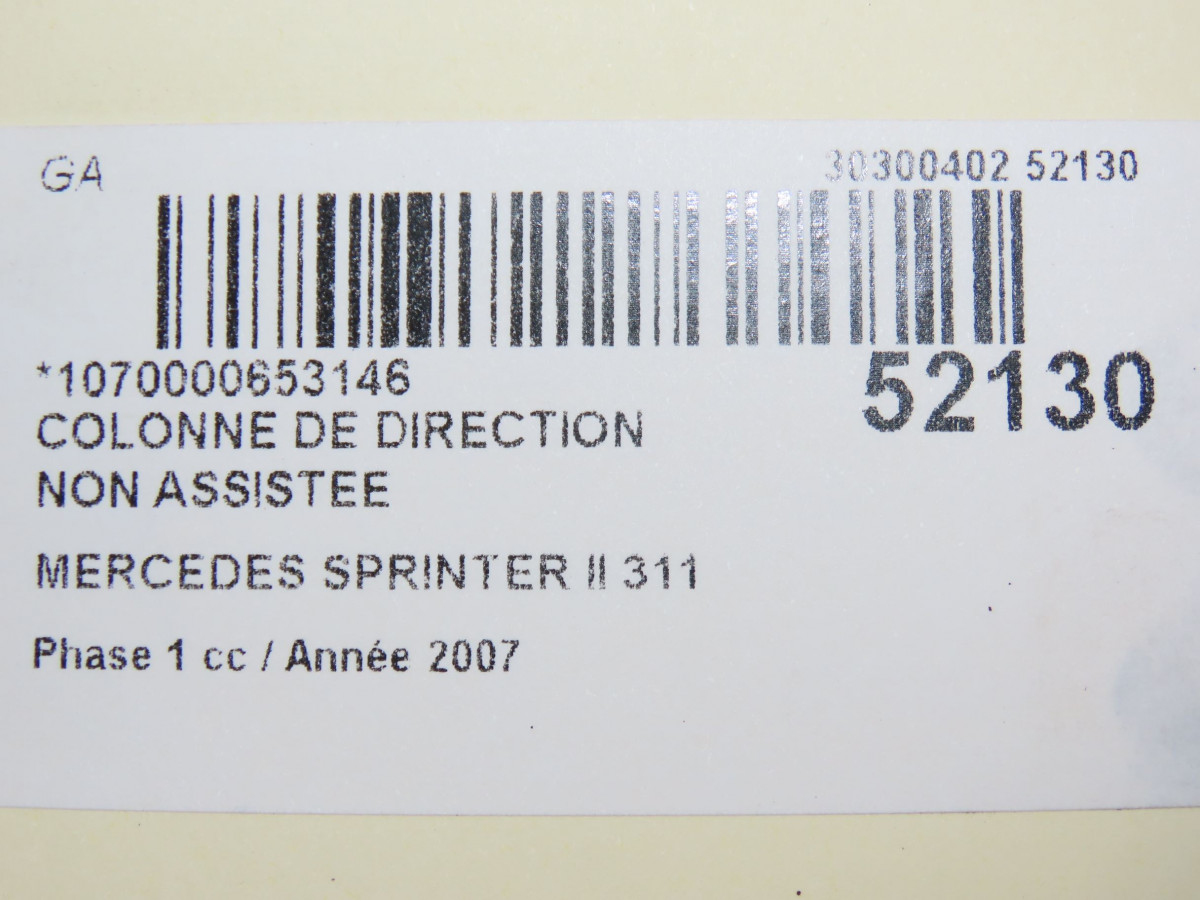 GA
30300402 52130
*1070000653146
52130
COLONNE DE DIRECTION
NON ASSISTEE
MERCEDES SPRINTER II 311
Phase 1 cc / Année 2007